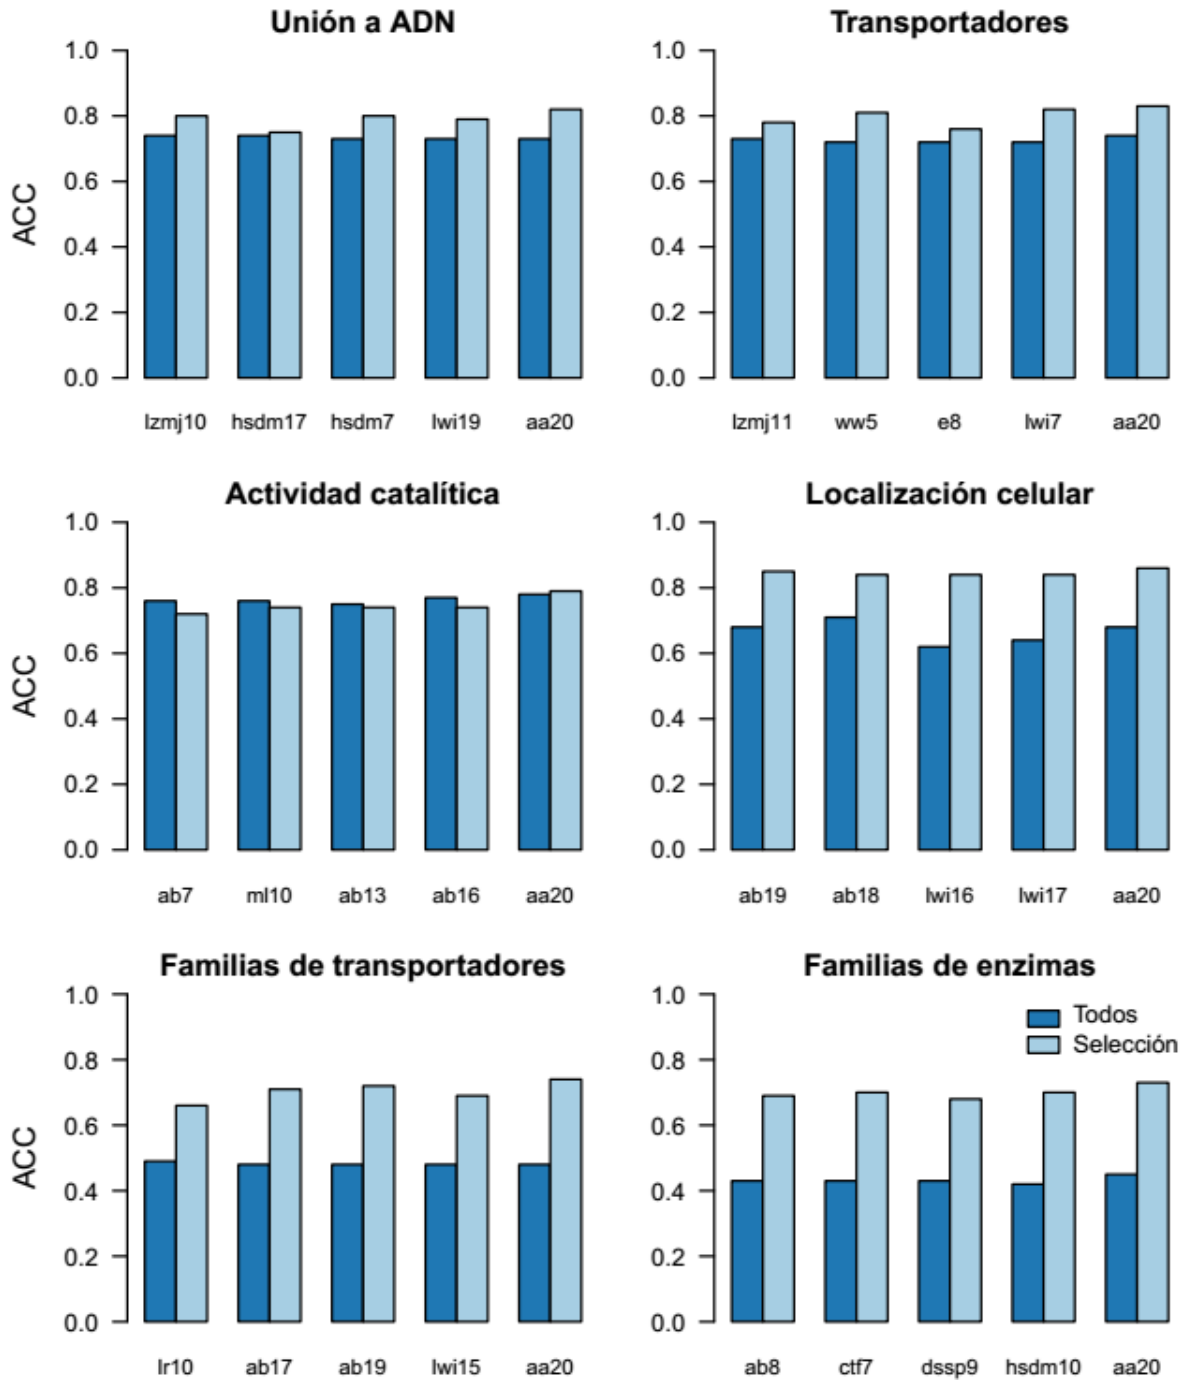 Unión a ADN
ACC
1.0
0.8
0.6
0.4
0.2
0.0
lzmj10 hsdm17 hsdm7 lwi19 aa20
Transportadores
1.0
0.8
0.6
0.4
0.2
0.0
lzmj11 ww5 e8 lwi7 aa20
Actividad catalítica
ACC
1.0
0.8
0.6
0.4
0.2
0.0
ab7 ml10 ab13 ab16 aa20
Localización celular
1.0
0.8
0.6
0.4
0.2
0.0
ab19 ab18 lwi16 lwi17 aa20
Familias de transportadores
ACC
1.0
0.8
0.6
0.4
0.2
0.0
lr10 ab17 ab19 lwi15 aa20
Familias de enzimas
Todos
Selección
1.0
0.8
0.6
0.4
0.2
0.0
ab8 ctf7 dssp9 hsdm10 aa20